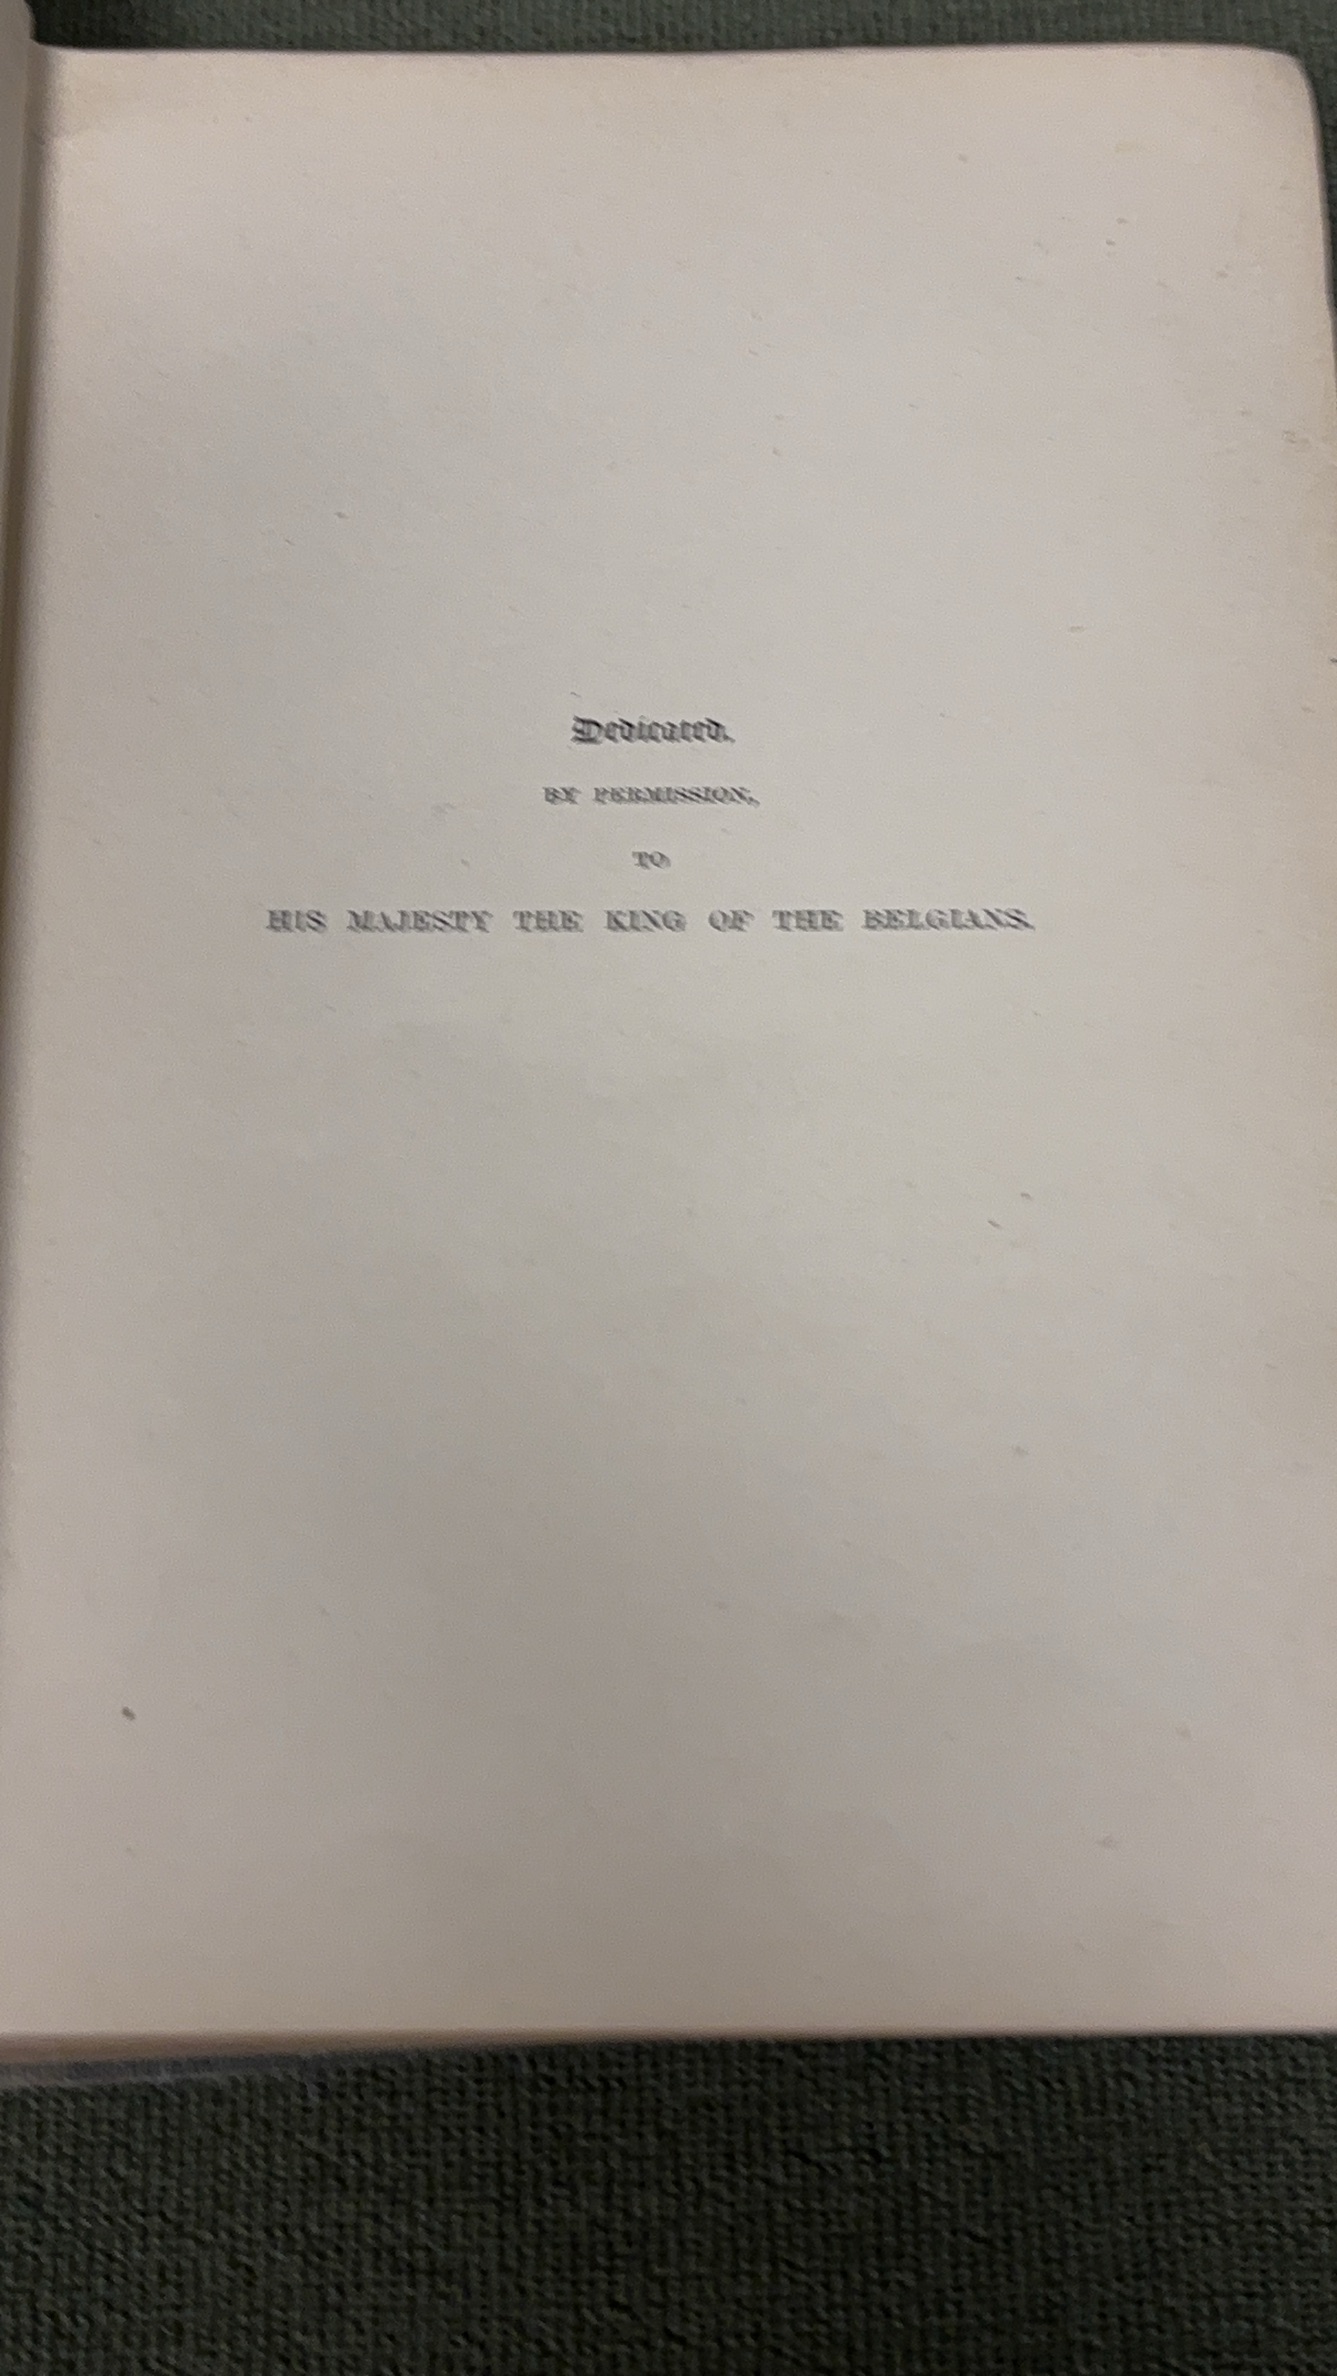 Dedicated,
BY PERMISSION,
TO
HIS MAJESTY THE KING OF THE BELGIANS.